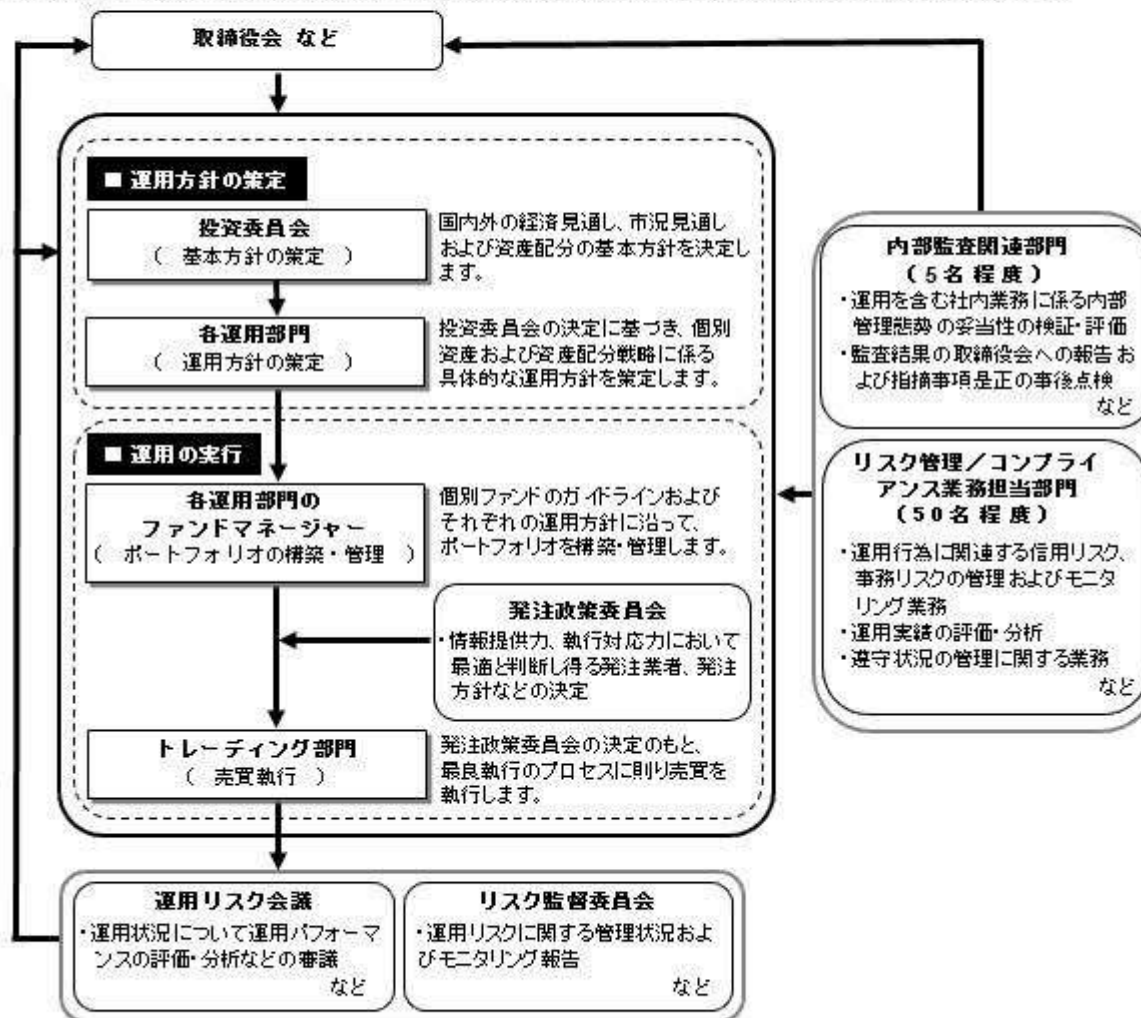 取締役会 など
■ 運用方針の策定
投資委員会
( 基本方針の策定 )
国内外の経済見通し、市況見通し
および資産配分の基本方針を決定し
ます。
各運用部門
( 運用方針の策定 )
投資委員会の決定に基づき、個別
資産および資産配分戦略に係る
具体的な運用方針を策定します。
■ 運用の実行
各運用部門の
ファンドマネージャー
( ポートフォリオの構築・管理 )
個別ファンドのガイドラインおよび
それぞれの運用方針に沿って、
ポートフォリオを構築・管理します。
発注政策委員会
・情報提供力、執行対応力において
最適と判断し得る発注業者、発注
方針などの決定
トレーディング部門
( 売買執行 )
発注政策委員会の決定のもと、
最良執行のプロセスに則り売買を
執行します。
内部監査関連部門
(5名程度)
・運用を含む社内業務に係る内部
管理態勢の妥当性の検証・評価
・監査結果の取締役会への報告お
よび指摘事項是正の事後点検
など
リスク管理/コンプライ
アンス業務担当部門
(50名程度)
・運用行為に関連する信用リスク、
事務リスクの管理およびモニタ
リング業務
・運用実績の評価・分析
・遵守状況の管理に関する業務
など
運用リスク会議
・運用状況について運用パフォーマ
ンスの評価・分析などの審議
など
リスク監督委員会
・運用リスクに関する管理状況およ
びモニタリング報告
など